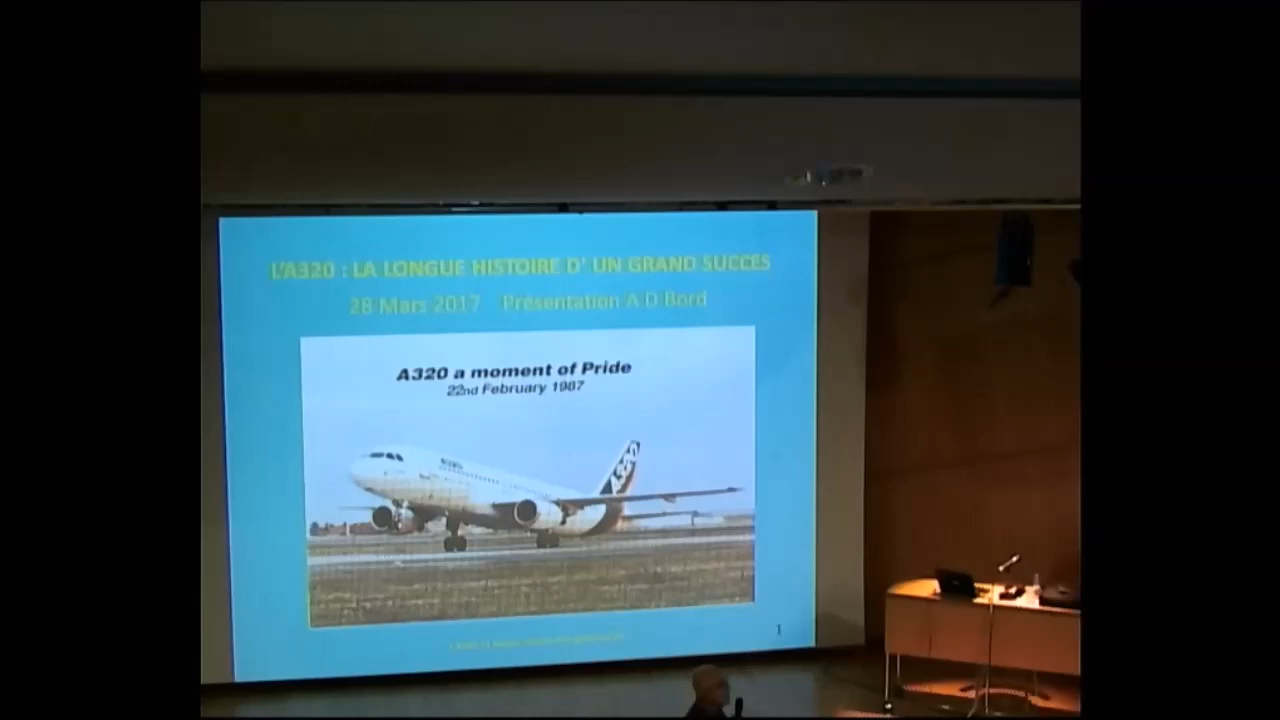 L'A320 : LA LONGUE HISTOIRE D' UN GRAND SUCCES
28 Mars 2017 Présentation A D Bord
A320 a moment of Pride
22nd February 1987
A320
1